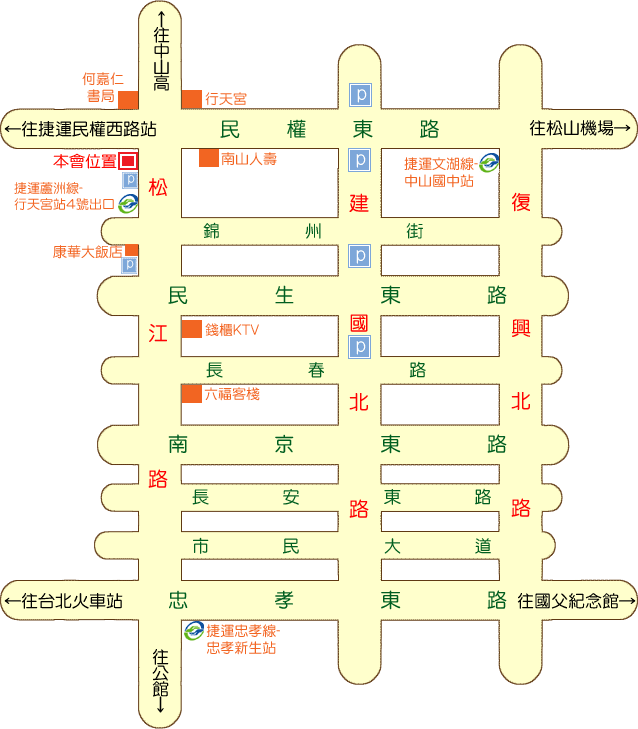 ↑往中山高
何嘉仁
書局
行天宮
P
←往捷運民權西路站
民權東路
往松山機場→
本會位置
南山人壽
P
捷運文湖線-
中山國中站
捷運蘆洲線-
行天宮站4號出口
P
松江路
建國北路
復興北路
錦州街
康華大飯店
P
P
民生東路
錢櫃KTV
P
長春路
六福客棧
南京東路
長安東路
市民大道
←往台北火車站
忠孝東路
往國父紀念館→
捷運忠孝線-
忠孝新生站
往公館↓